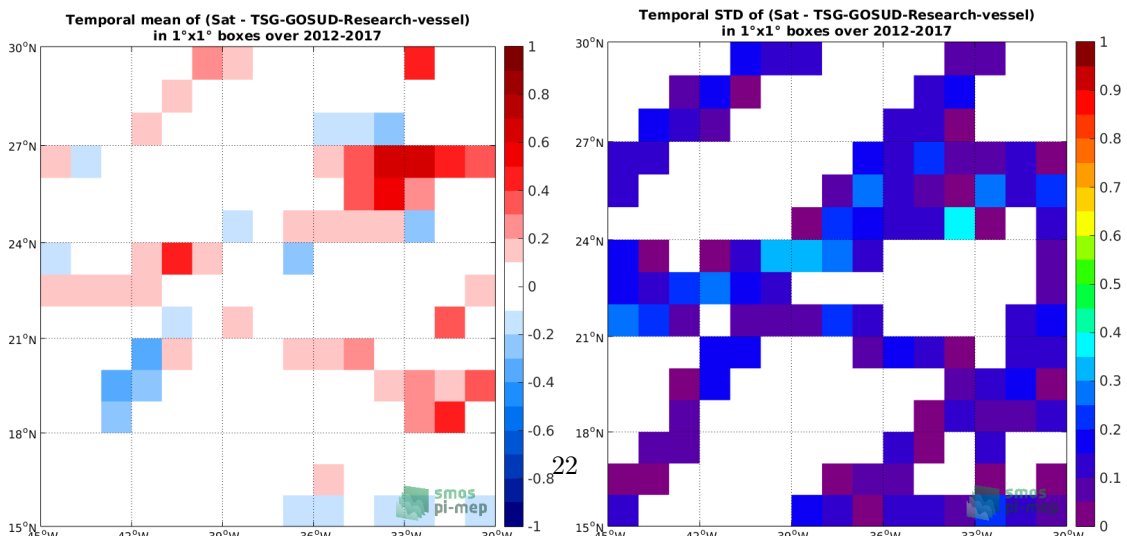 Temporal mean of (Sat - TSG-GOSUD-Research-vessel)
in 1°x1° boxes over 2012-2017
30°N
27°N
24°N
21°N
18°N
15°N
45°W
42°W
39°W
36°W
33°W
30°W
1
0.8
0.6
0.4
0.2
0
-0.2
-0.4
-0.6
-0.8
-1
smos
pi-mep
22
Temporal STD of (Sat - TSG-GOSUD-Research-vessel)
in 1°x1° boxes over 2012-2017
30°N
27°N
24°N
21°N
18°N
15°N
45°W
42°W
39°W
36°W
33°W
30°W
1
0.9
0.8
0.7
0.6
0.5
0.4
0.3
0.2
0.1
0
smos
pi-mep